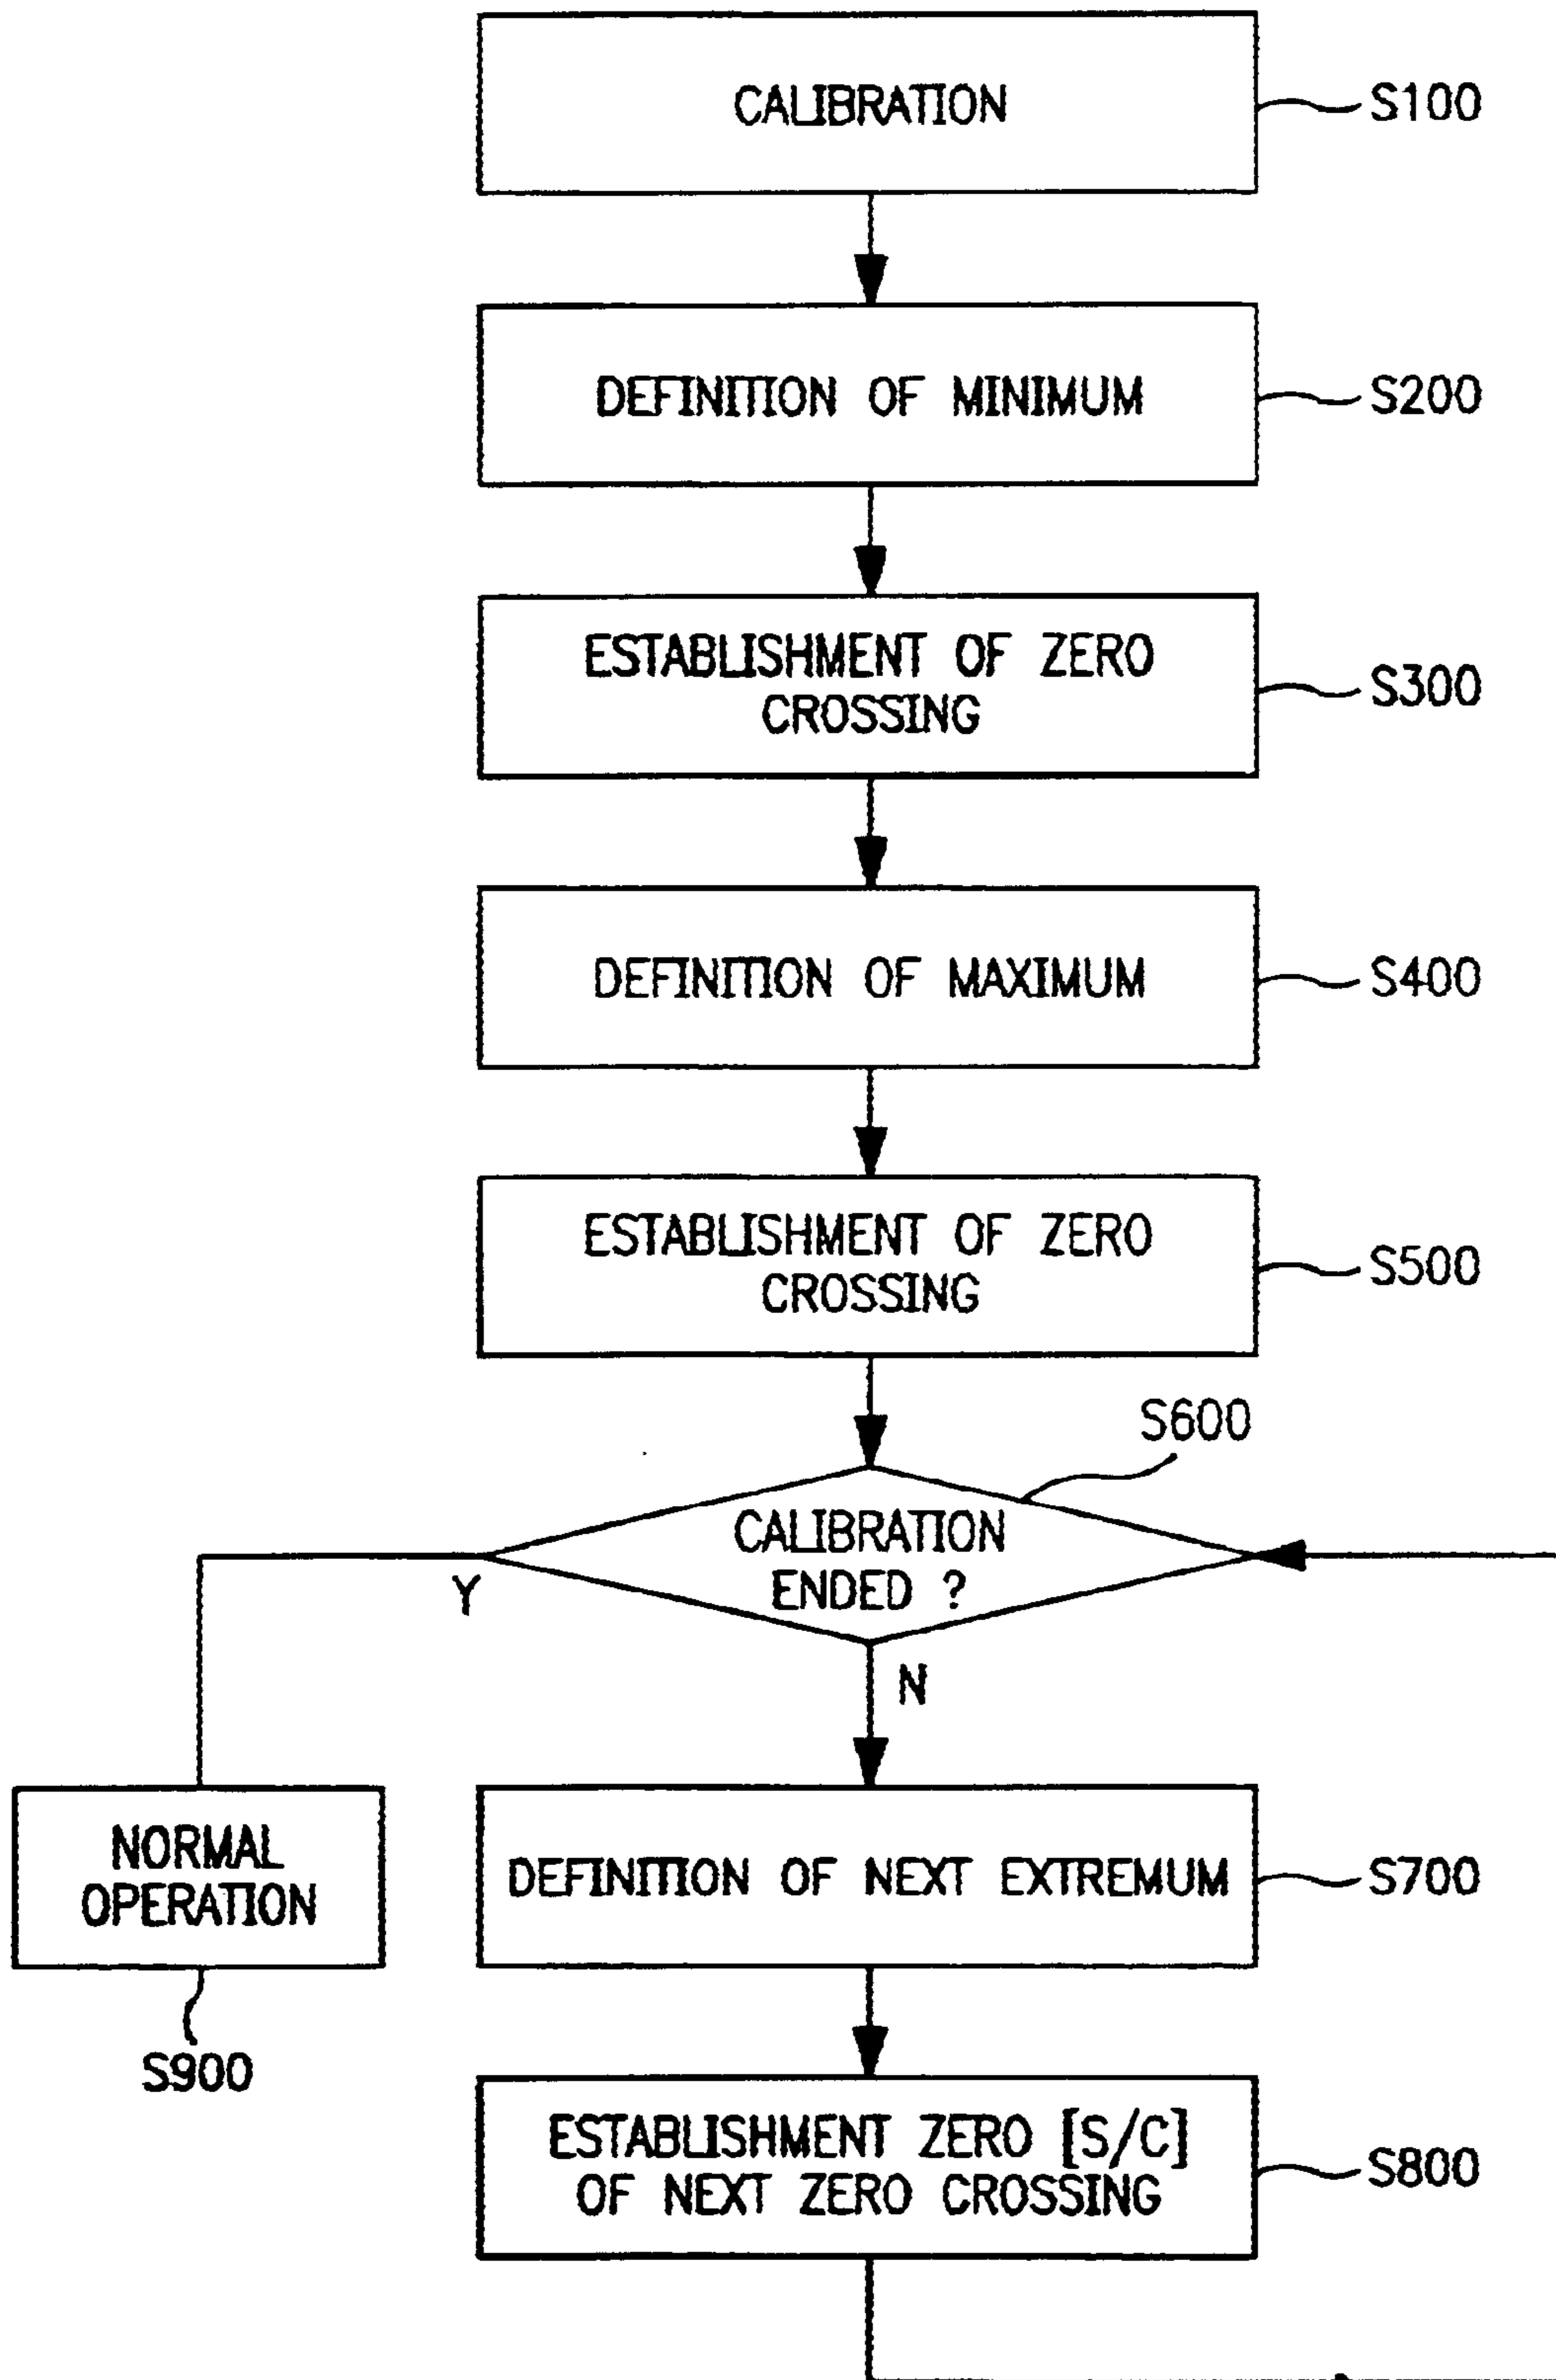 CALIBRATION
S100
DEFINITION OF MINIMUM
S200
ESTABLISHMENT OF ZERO
CROSSING
S300
DEFINITION OF MAXIMUM
S400
ESTABLISHMENT OF ZERO
CROSSING
S500
S600
CALIBRATION
ENDED ?
Y
N
NORMAL
OPERATION
S900
DEFINITION OF NEXT EXTREMUM
S700
ESTABLISHMENT ZERO [S/C]
OF NEXT ZERO CROSSING
S800